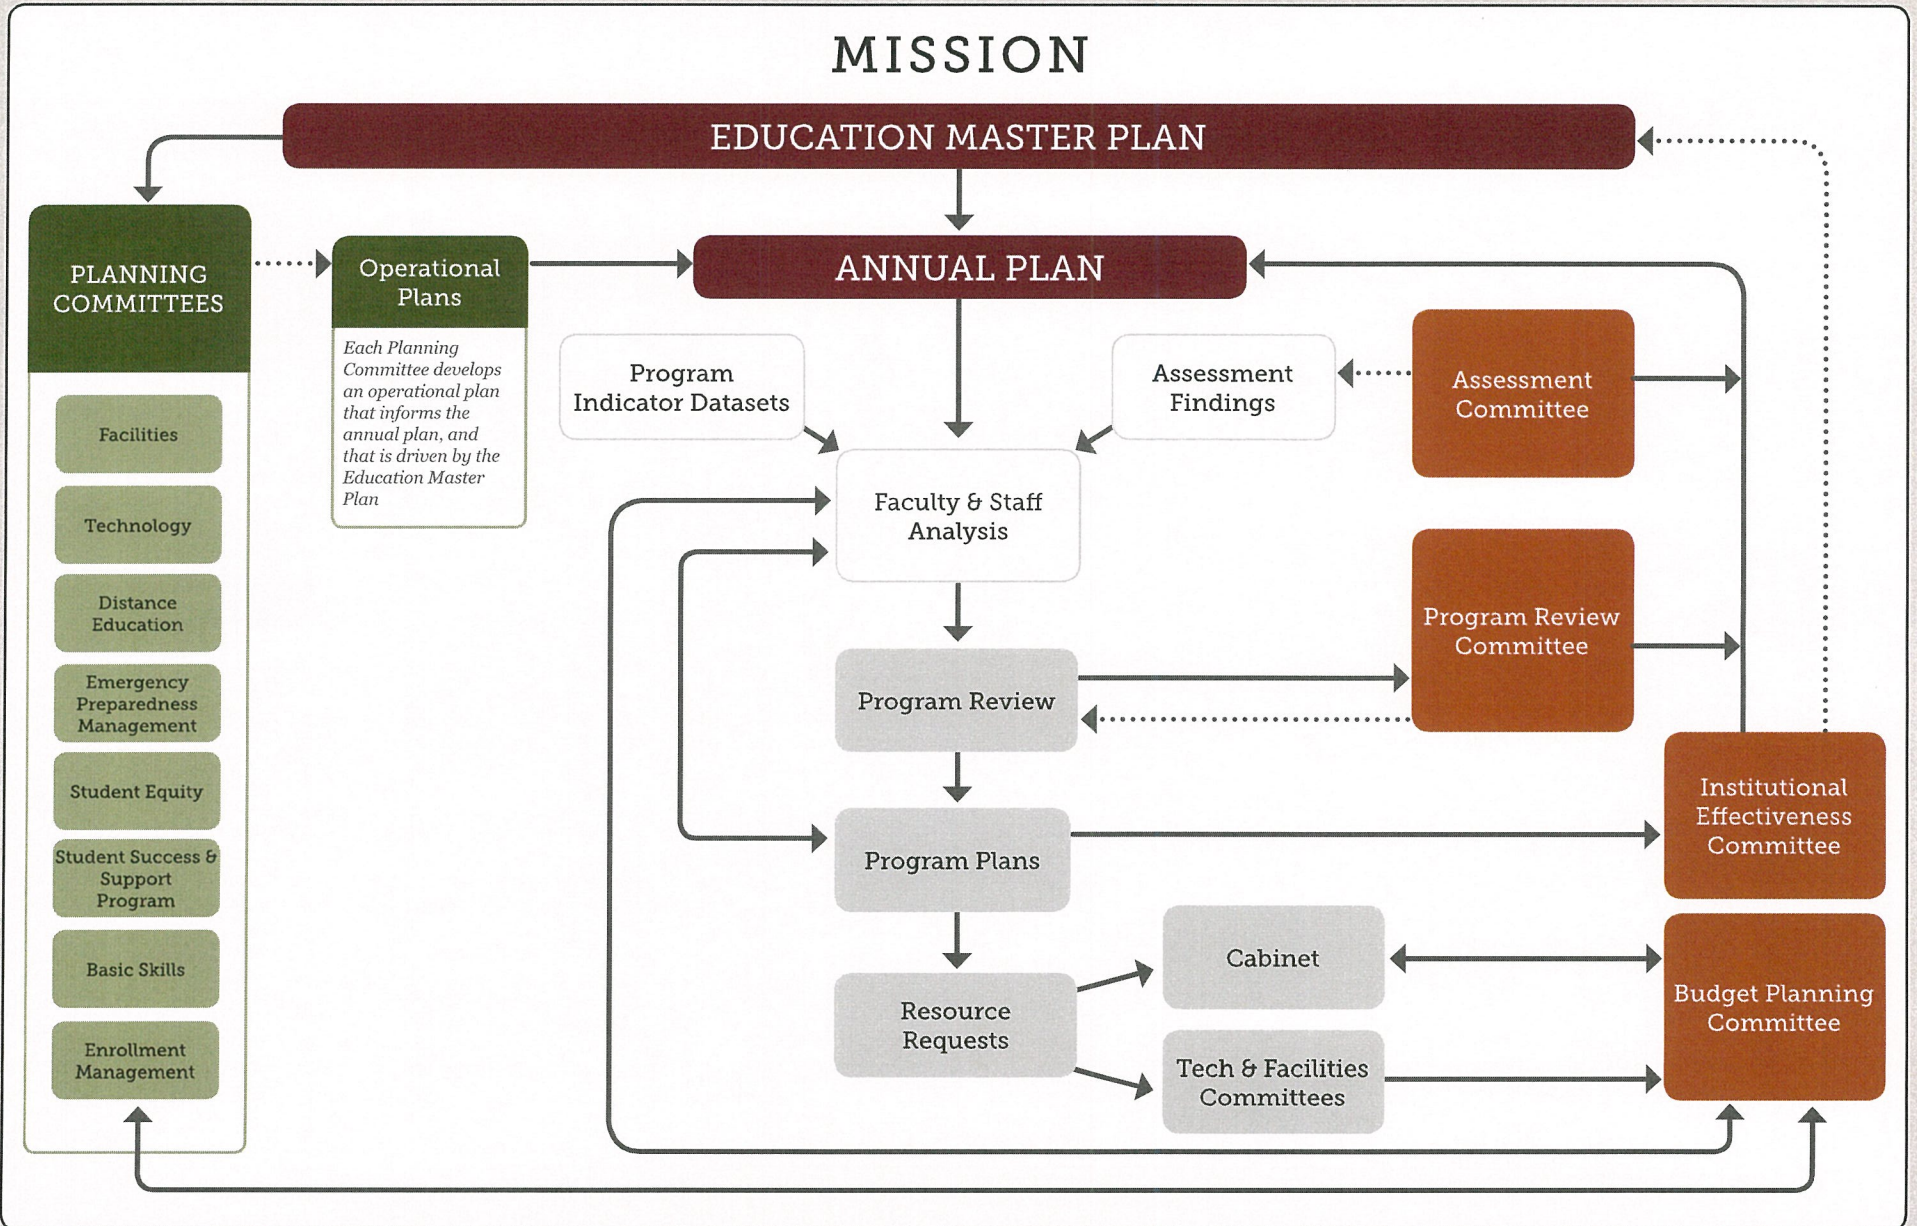 MISSION
EDUCATION MASTER PLAN
PLANNING
COMMITTEES
Facilities
Technology
Distance
Education
Emergency
Preparedness
Management
Student Equity
Student Success &
Support
Program
Basic Skills
Enrollment
Management
Operational
Plans
Each Planning
Committee develops
an operational plan
that informs the
annual plan, and
that is driven by the
Education Master
Plan
ANNUAL PLAN
Program
Indicator Datasets
Assessment
Findings
Assessment
Committee
Faculty & Staff
Analysis
Program Review
Program Review
Committee
Program Plans
Institutional
Effectiveness
Committee
Resource
Requests
Cabinet
Tech & Facilities
Committees
Budget Planning
Committee